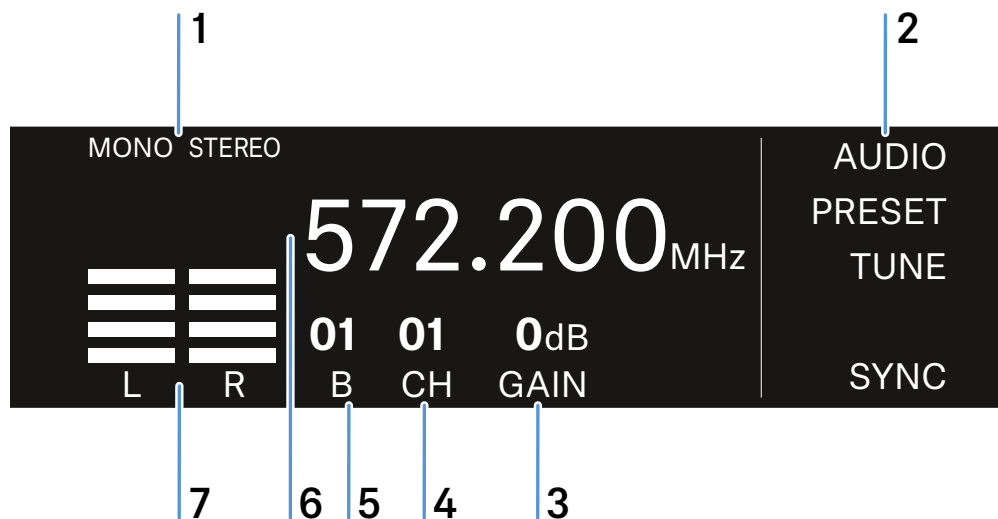 1 2
MONO STEREO
AUDIO
PRESET
572.200MHz
TUNE
01 01 0dB
L R B CH GAIN
SYNC
7 6 5 4 3